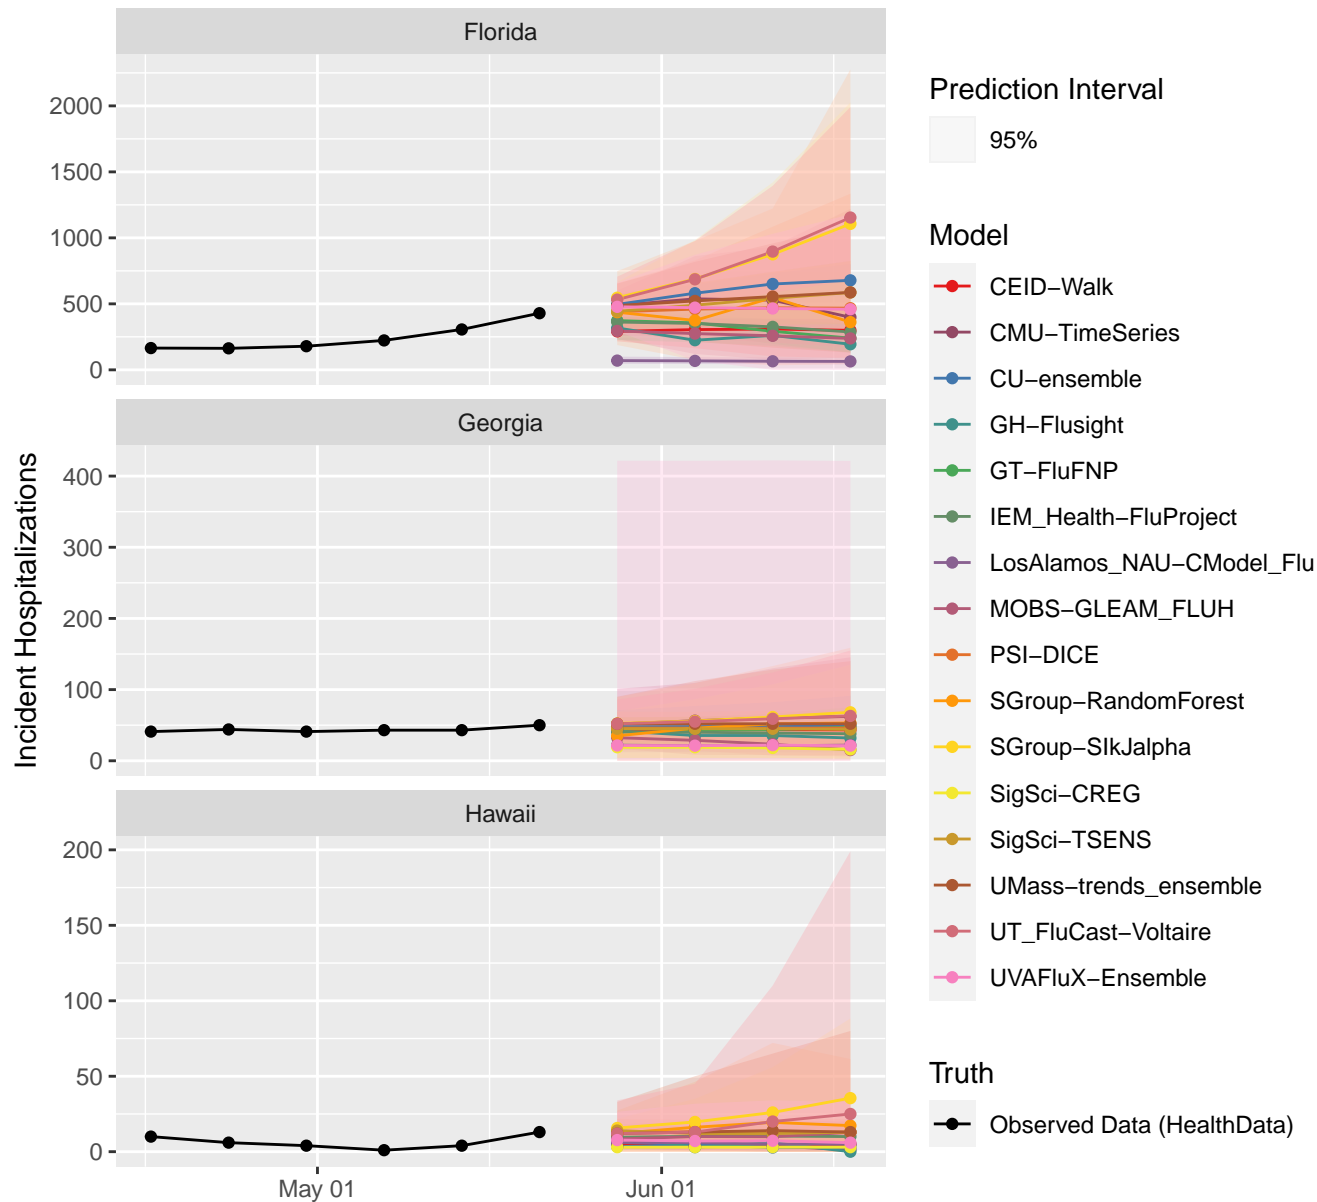 Florida
2000
1500
1000
500
0
Georgia
400
300
200
100
0
Hawaii
200
150
100
50
0
May 01
Jun 01
Incident Hospitalizations
Prediction Interval
95%
Model
CEID−Walk
CMU−TimeSeries
CU−ensemble
GH−Flusight
GT−FluFNP
IEM_Health−FluProject
LosAlamos_NAU−CModel_Flu
MOBS−GLEAM_FLUH
PSI−DICE
SGroup−RandomForest
SGroup−SIkJalpha
SigSci−CREG
SigSci−TSENS
UMass−trends_ensemble
UT_FluCast−Voltaire
UVAFluX−Ensemble
Truth
Observed Data (HealthData)